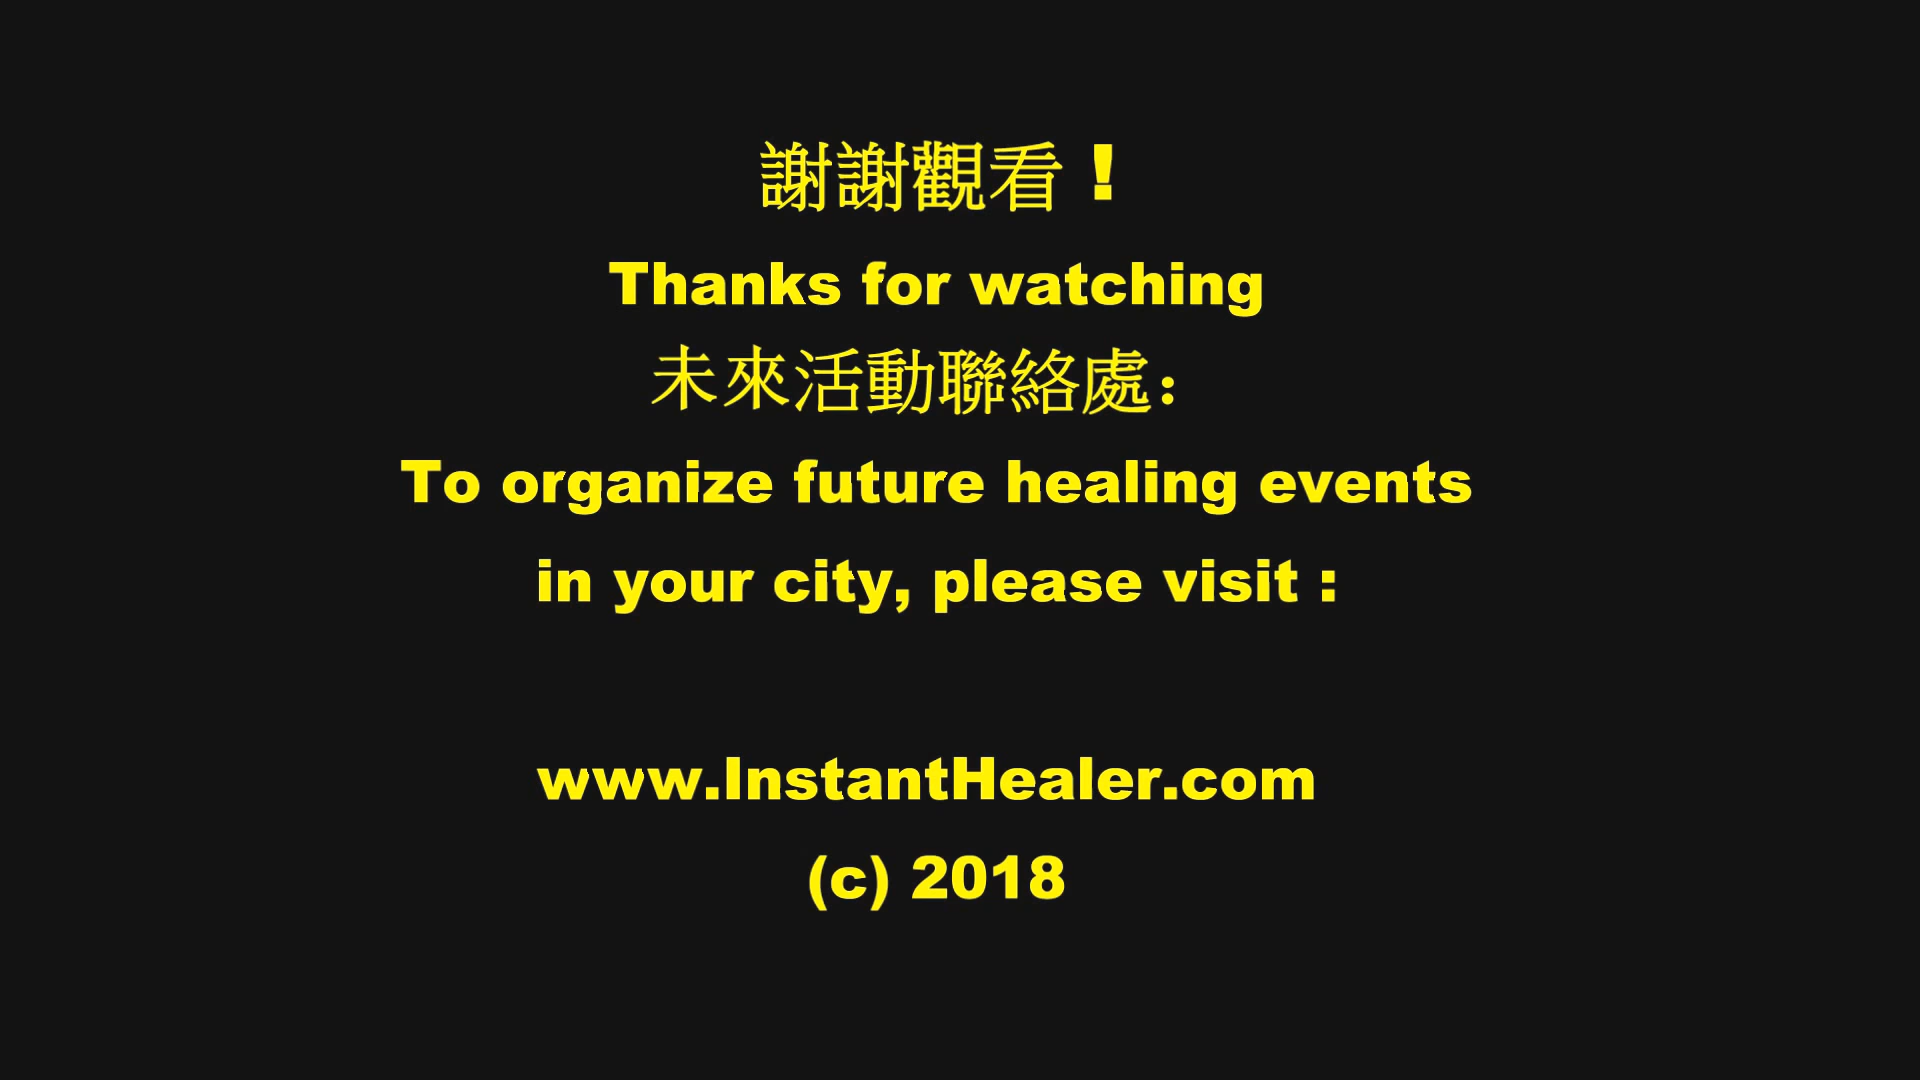 謝謝觀看 !
Thanks for watching
未來活動聯絡處：
To organize future healing events
in your city, please visit :
www.InstantHealer.com
(c) 2018